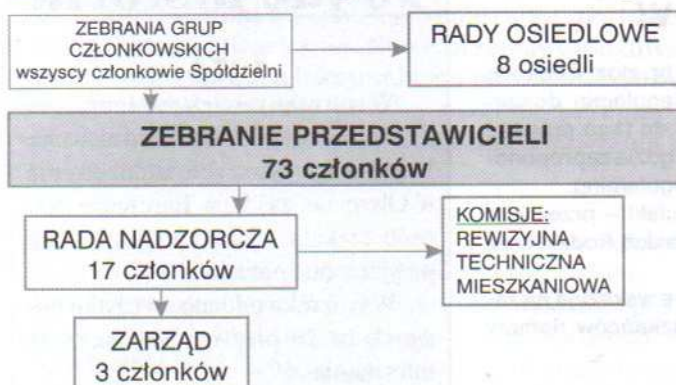 ZEBRANIA GRUP
CZŁONKOWSKICH
wszyscy członkowie Spółdzielni
RADY OSIEDLOWE
8 osiedli
ZEBRANIE PRZEDSTAWICIELI
73 członków
RADA NADZORCZA
17 członków
KOMISJE:
REWIZYJNA
TECHNICZNA
MIESZKANIOWA
ZARZĄD
3 członków